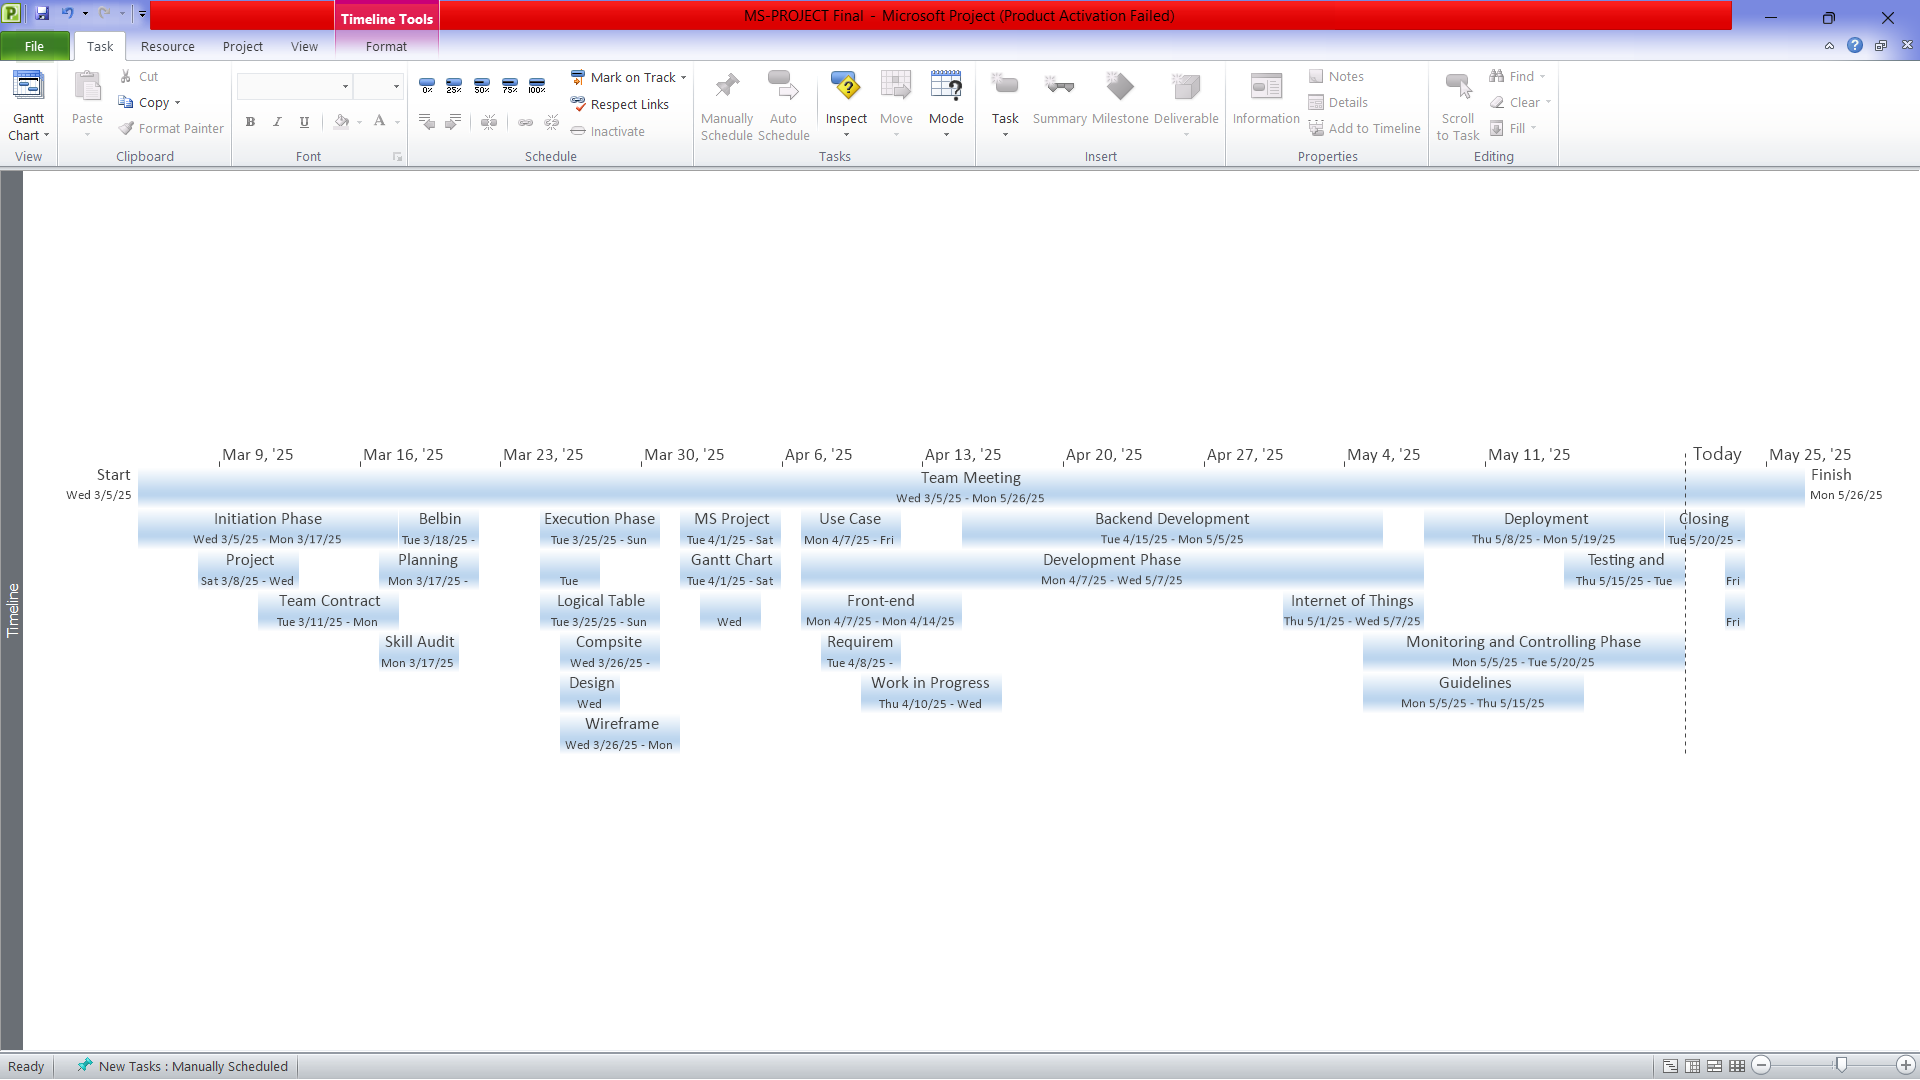 Timeline Tools
MS-PROJECT Final - Microsoft Project (Product Activation Failed)
File Task Resource Project View Format
Gantt Chart
View
Paste
Cut
Copy
Format Painter
Clipboard
B I U A
Font
0% 25% 50% 75% 100%
Mark on Track
Respect Links
Inactivate
Schedule
Manually Schedule
Auto Schedule
Inspect
Move
Mode
Tasks
Task
Summary
Milestone
Deliverable
Insert
Information
Notes
Details
Add to Timeline
Properties
Scroll to Task
Find
Clear
Fill
Editing
Timeline
Mar 9, '25 Mar 16, '25 Mar 23, '25 Mar 30, '25 Apr 6, '25 Apr 13, '25 Apr 20, '25 Apr 27, '25 May 4, '25 May 11, '25 Today May 25, '25
Start
Wed 3/5/25
Team Meeting
Wed 3/5/25 - Mon 5/26/25
Finish
Mon 5/26/25
Initiation Phase
Wed 3/5/25 - Mon 3/17/25
Belbin
Tue 3/18/25 -
Execution Phase
Tue 3/25/25 - Sun
MS Project
Tue 4/1/25 - Sat
Use Case
Mon 4/7/25 - Fri
Backend Development
Tue 4/15/25 - Mon 5/5/25
Deployment
Thu 5/8/25 - Mon 5/19/25
Closing
Tue 5/20/25 -
Project
Sat 3/8/25 - Wed
Planning
Mon 3/17/25 -
Tue
Gantt Chart
Tue 4/1/25 - Sat
Development Phase
Mon 4/7/25 - Wed 5/7/25
Testing and
Thu 5/15/25 - Tue
Fri
Team Contract
Tue 3/11/25 - Mon
Logical Table
Tue 3/25/25 - Sun
Wed
Front-end
Mon 4/7/25 - Mon 4/14/25
Internet of Things
Thu 5/1/25 - Wed 5/7/25
Fri
Skill Audit
Mon 3/17/25
Compsite
Wed 3/26/25 -
Requirem
Tue 4/8/25 -
Monitoring and Controlling Phase
Mon 5/5/25 - Tue 5/20/25
Design
Wed
Work in Progress
Thu 4/10/25 - Wed
Guidelines
Mon 5/5/25 - Thu 5/15/25
Wireframe
Wed 3/26/25 - Mon
Ready
New Tasks : Manually Scheduled